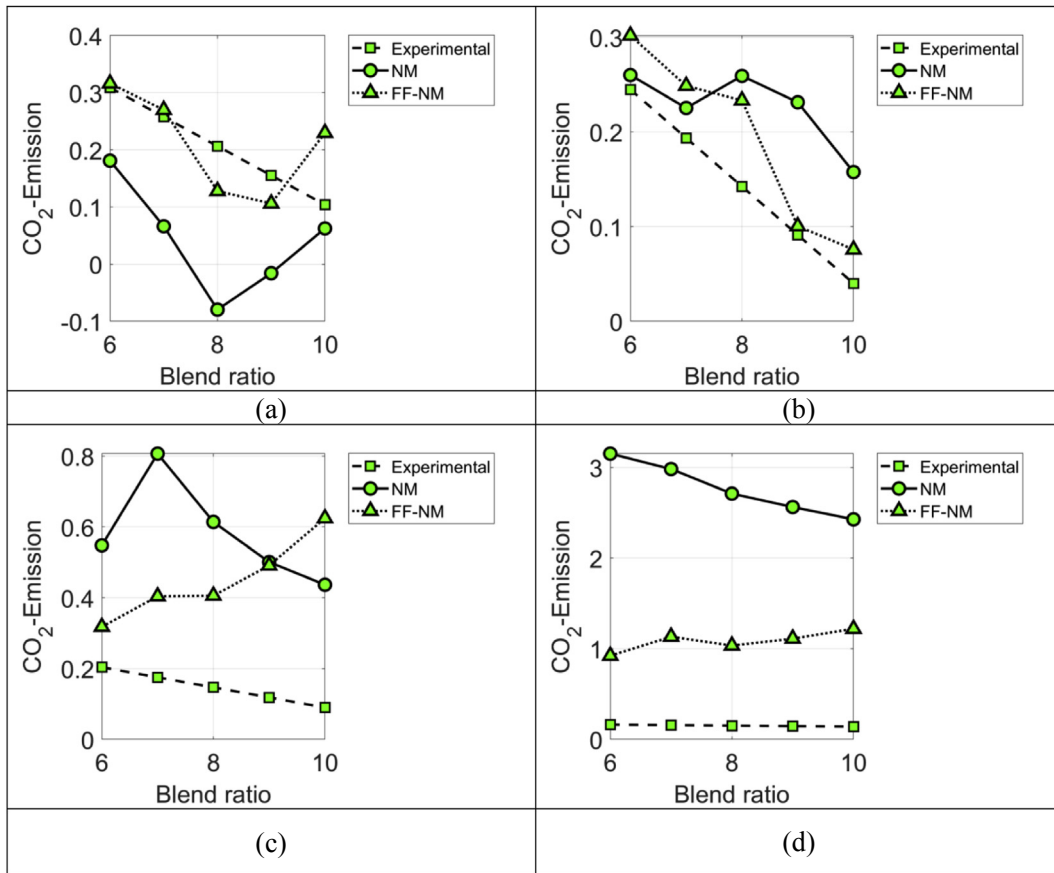 0.4
0.3
0.2
0.1
0
-0.1
CO2-Emission
6
8
10
Blend ratio
Experimental
NM
FF-NM
(a)
0.3
0.2
0.1
0
CO2-Emission
6
8
10
Blend ratio
Experimental
NM
FF-NM
(b)
0.8
0.6
0.4
0.2
0
CO2-Emission
6
8
10
Blend ratio
Experimental
NM
FF-NM
(c)
3
2
1
0
CO2-Emission
6
8
10
Blend ratio
Experimental
NM
FF-NM
(d)